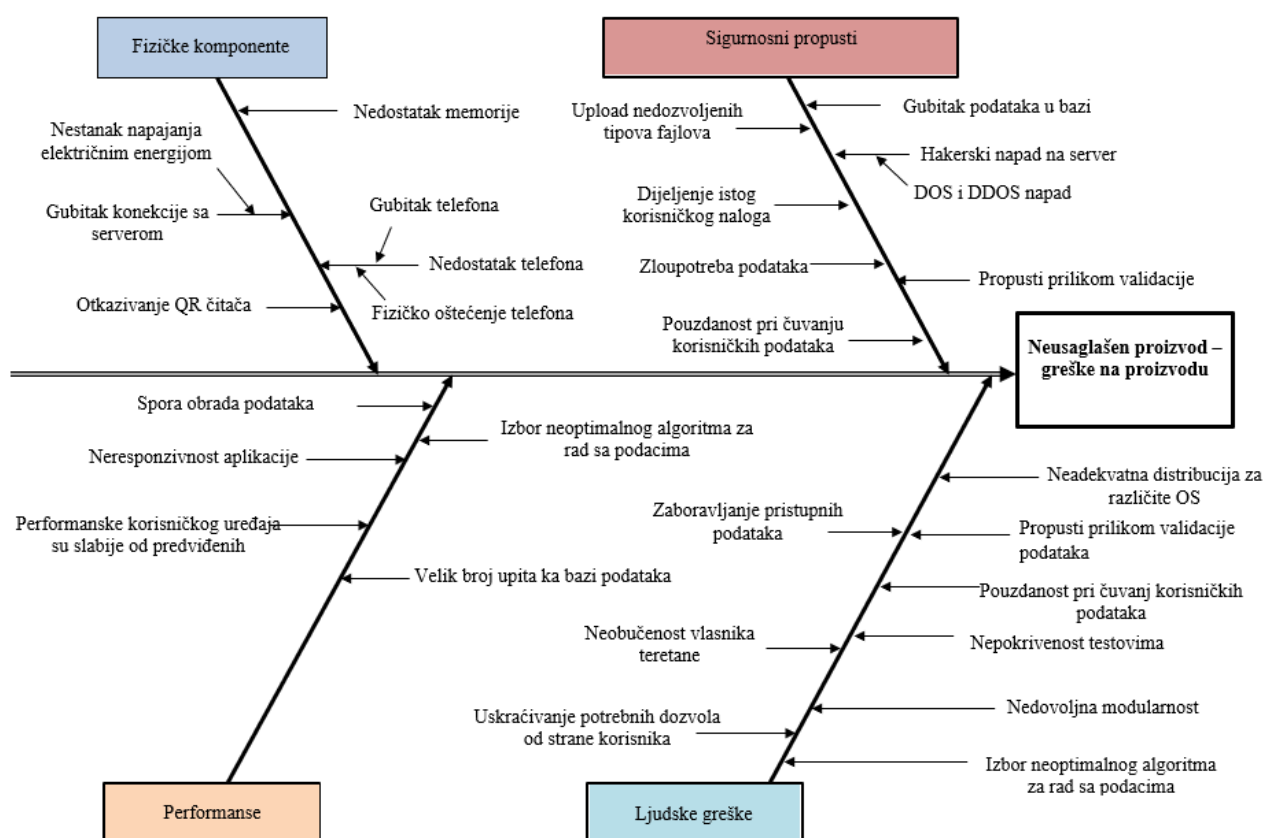 Fizičke komponente
Sigurnosni propusti
Nedostatak memorije
Nestanak napajanja
električnim energijom
Gubitak konekcije sa
serverom
Gubitak telefona
Nedostatak telefona
Fizičko oštećenje telefona
Otkazivanje QR čitača
Upload nedozvoljenih
tipova fajlova
Gubitak podataka u bazi
Hakerski napad na server
DOS i DDOS napad
Dijeljenje istog
korisničkog naloga
Zloupotreba podataka
Propusti prilikom validacije
Pouzdanost pri čuvanju
korisničkih podataka
Neusaglašen proizvod –
greške na proizvodu
Spora obrada podataka
Izbor neoptimalnog algoritma za
rad sa podacima
Neresponzivnost aplikacije
Performanske korisničkog uređaja
su slabije od predviđenih
Velik broj upita ka bazi podataka
Neadekvatna distribucija za
različite OS
Zaboravljanje pristupnih
podataka
Propusti prilikom validacije
podataka
Pouzdanost pri čuvanj korisničkih
podataka
Neobučenost vlasnika
teretane
Nepokrivenost testovima
Nedovoljna modularnost
Uskraćivanje potrebnih dozvola
od strane korisnika
Izbor neoptimalnog algoritma
za rad sa podacima
Performanse
Ljudske greške